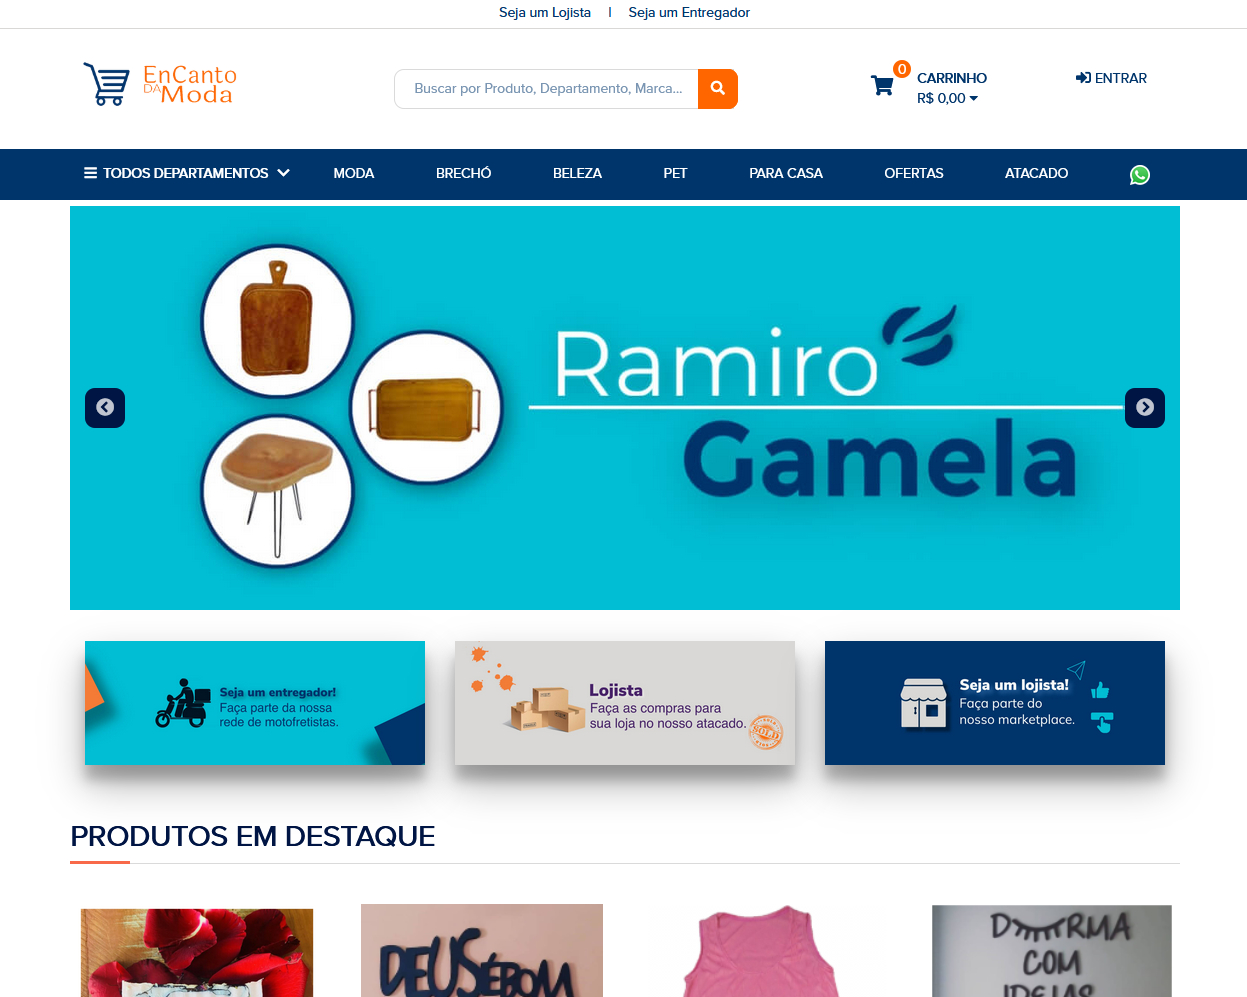 Seja um Lojista | Seja um Entregador
EnCanto
DA Moda
Buscar por Produto, Departamento, Marca...
0
CARRINHO
R$ 0,00
ENTRAR
TODOS DEPARTAMENTOS MODA BRECHÓ BELEZA PET PARA CASA OFERTAS ATACADO
Ramiro
Gamela
Seja um entregador!
Faça parte da nossa
rede de motofretistas.
Lojista
Faça as compras para
sua loja no nosso atacado.
SOLD
Seja um lojista!
Faça parte do
nosso marketplace.
PRODUTOS EM DESTAQUE
DEUS É BOM
DRMA
COM
IDEIAS